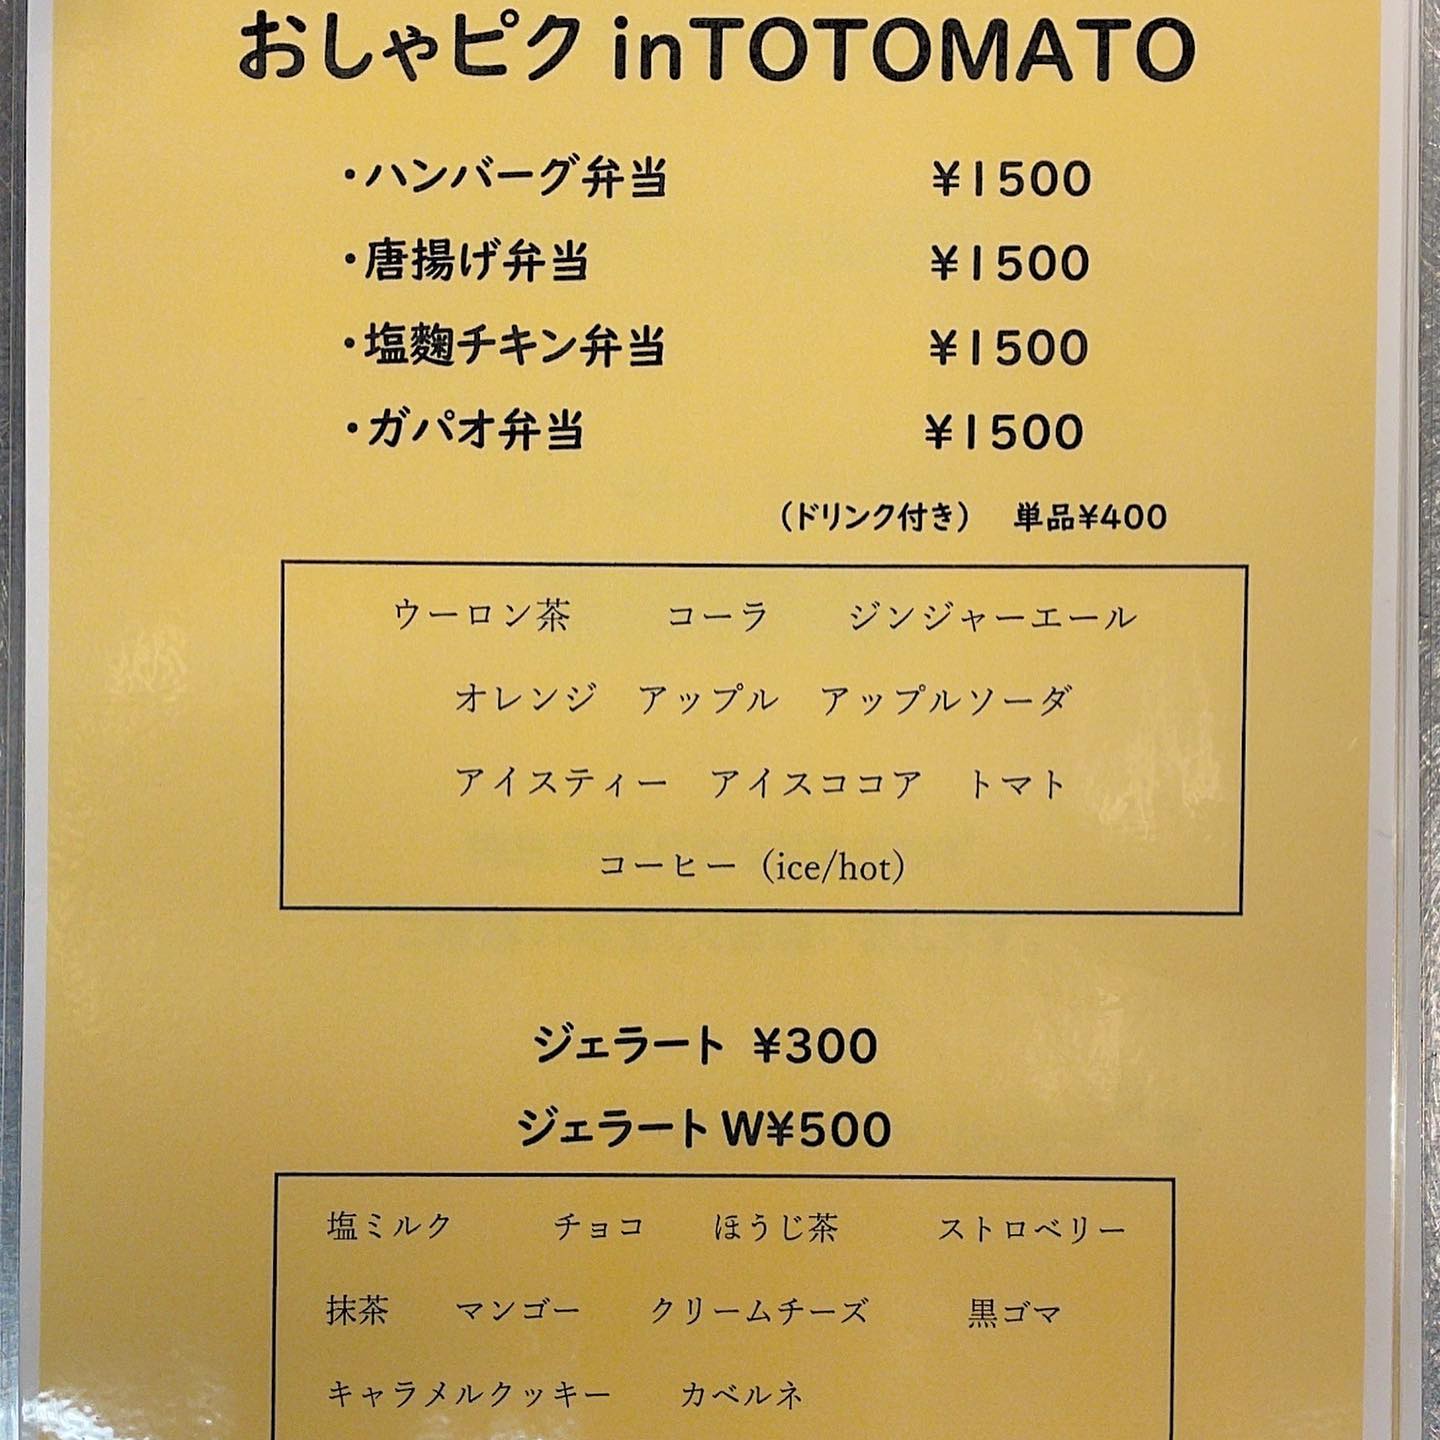 おしゃピク inTOTOMATO
・ハンバーグ弁当 ¥1500
・唐揚げ弁当 ¥1500
・塩麴チキン弁当 ¥1500
・ガパオ弁当 ¥1500
（ドリンク付き） 単品¥400
ウーロン茶 コーラ ジンジャーエール
オレンジ アップル アップルソーダ
アイスティー アイスココア トマト
コーヒー（ice/hot）
ジェラート ¥300
ジェラートW¥500
塩ミルク チョコ ほうじ茶 ストロベリー
抹茶 マンゴー クリームチーズ 黒ゴマ
キャラメルクッキー カベルネ